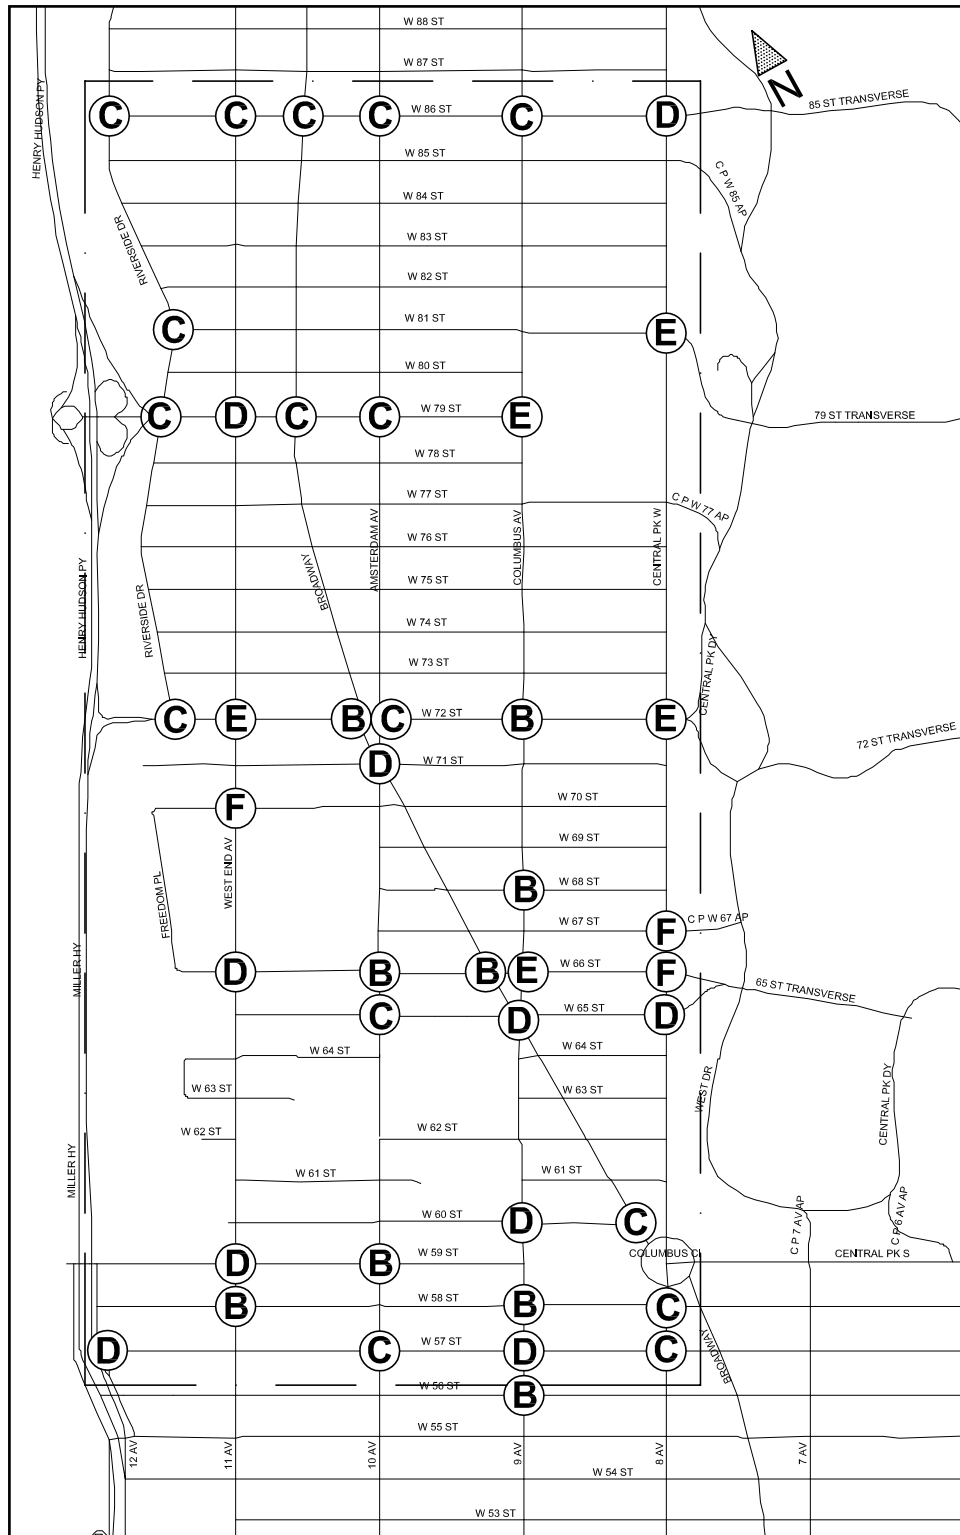 W 88 ST
W 87 ST
N
HENRY HUDSON PY
C C C C C D
W 86 ST
85 ST TRANSVERSE
W 85 ST
C P W 85 AP
W 84 ST
RIVERSIDE DR
W 83 ST
W 82 ST
C
W 81 ST
E
W 80 ST
C D C C
W 79 ST
E
79 ST TRANSVERSE
W 78 ST
W 77 ST
C P W 77 AP
AMSTERDAM AV
COLUMBUS AV
CENTRAL PK W
W 76 ST
BROADWAY
HENRY HUDSON PY
RIVERSIDE DR
W 75 ST
W 74 ST
CENTRAL PK DY
W 73 ST
C E B C
W 72 ST
B E
72 ST TRANSVERSE
D
W 71 ST
F
W 70 ST
WEST END AV
W 69 ST
FREEDOM PL
B
W 68 ST
W 67 ST
F
C P W 67 AP
MILLER HY
D B B E
W 66 ST
F
65 ST TRANSVERSE
C D
W 65 ST
D
W 64 ST
W 64 ST
W 63 ST
W 63 ST
WEST DR
CENTRAL PK DY
W 62 ST
W 62 ST
MILLER HY
W 61 ST
W 61 ST
C P 7 AV AP
C P 6 AV AP
W 60 ST
D C
D B
W 59 ST
COLUMBUS CI
CENTRAL PK S
B
W 58 ST
B C
D C
W 57 ST
D C
BROADWAY
W 56 ST
B
W 55 ST
12 AV
11 AV
10 AV
9 AV
8 AV
7 AV
W 54 ST
W 53 ST